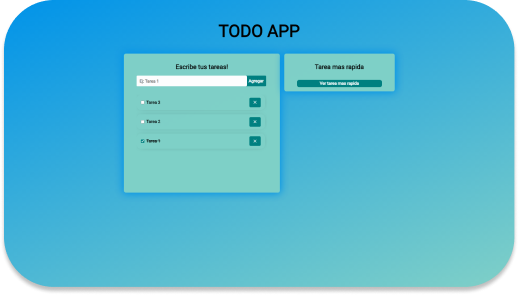 TODO APP
Escribe tus tareas!
Tarea 1
Agregar
Tarea 3
Tarea 2
Tarea 1
Tarea mas rapida
Ver tarea mas rapida